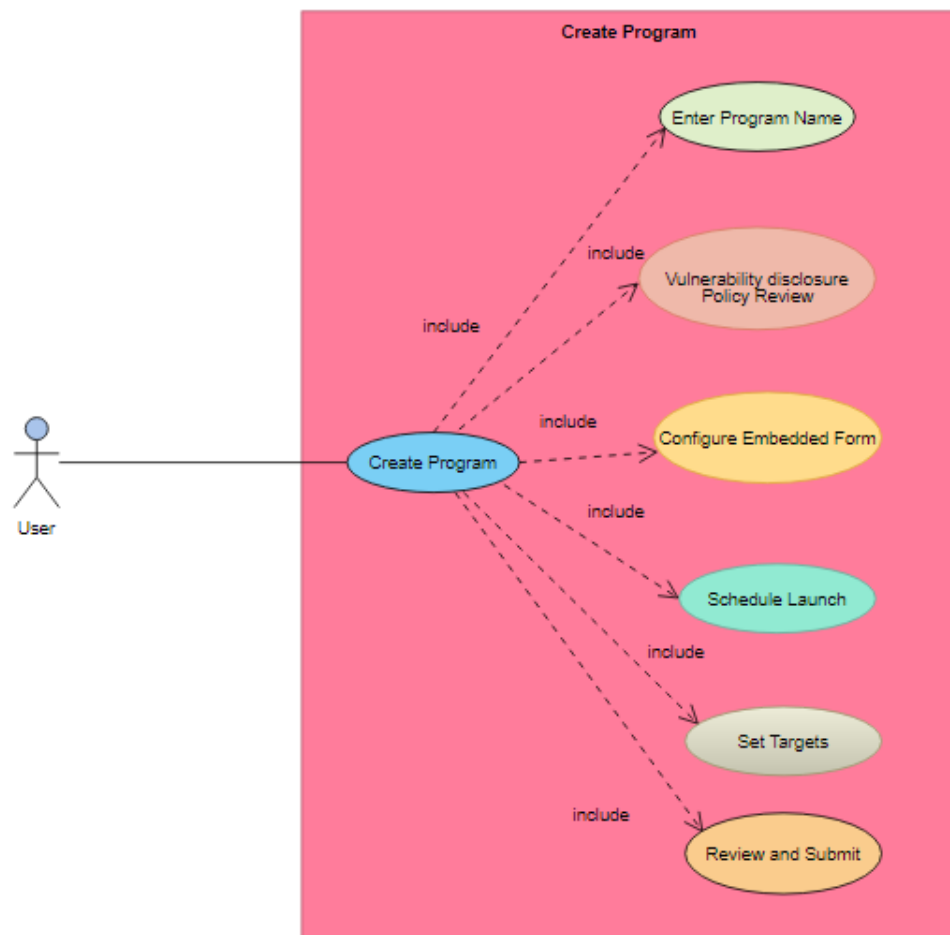 Create Program
Enter Program Name
include
Vulnerability disclosure
Policy Review
include
include
Configure Embedded Form
Create Program
User
include
Schedule Launch
include
Set Targets
include
Review and Submit